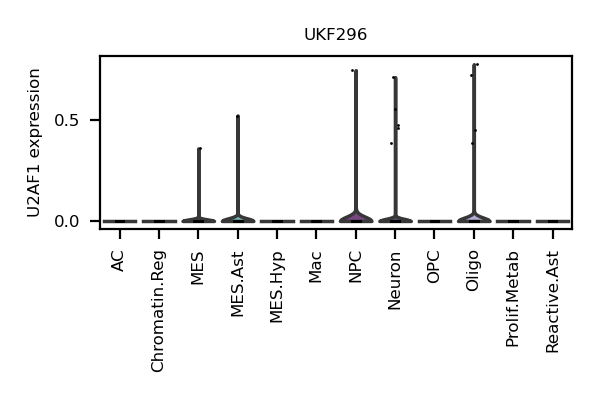 UKF296
U2AF1 expression
0.5
0.0
AC
Chromatin.Reg
MES
MES.Ast
MES.Hyp
Mac
NPC
Neuron
OPC
Oligo
Prolif.Metab
Reactive.Ast